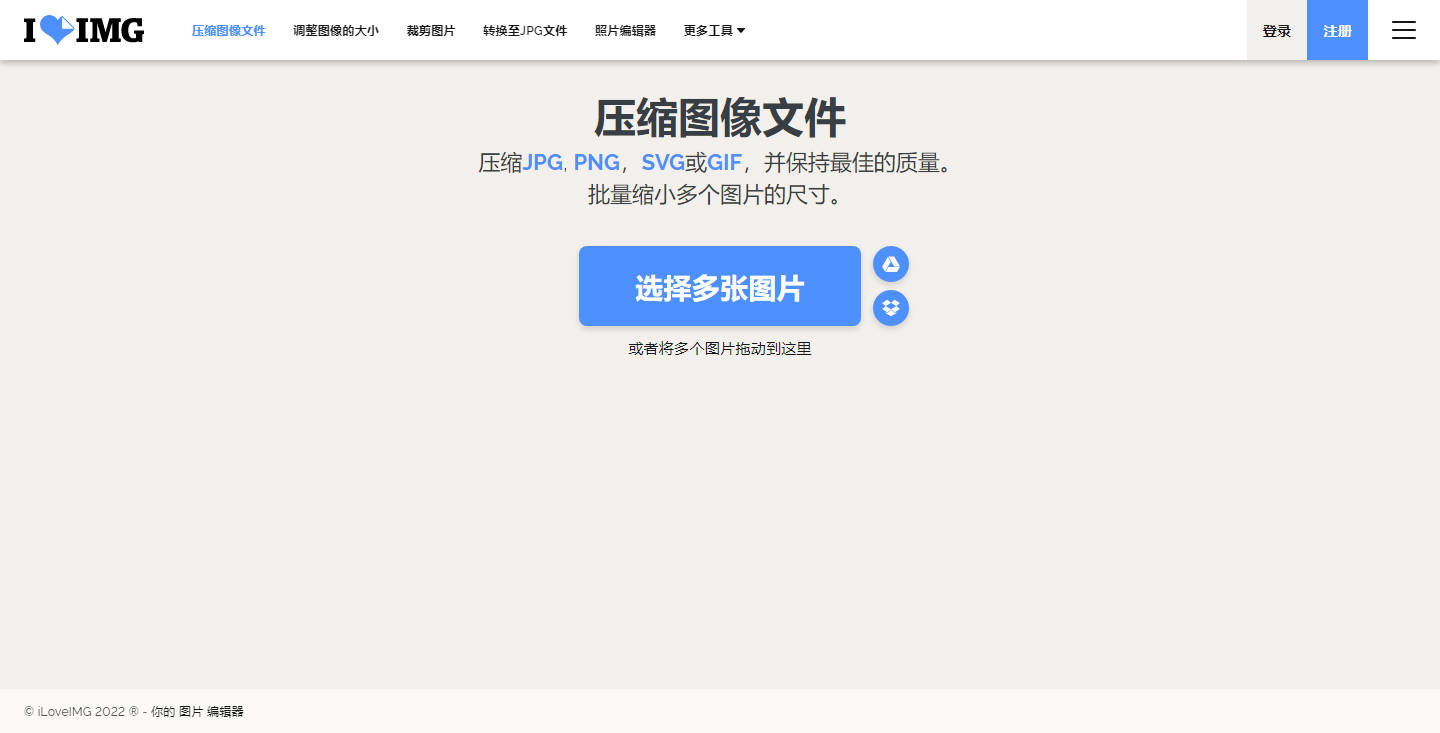 I IMG 压缩图像文件 调整图像的大小 裁剪图片 转换至JPG文件 照片编辑器 更多工具 登录 注册
压缩图像文件
压缩JPG, PNG，SVG或GIF，并保持最佳的质量。
批量缩小多个图片的尺寸。
选择多张图片
或者将多个图片拖动到这里
© iLoveIMG 2022 ® - 你的 图片 编辑器